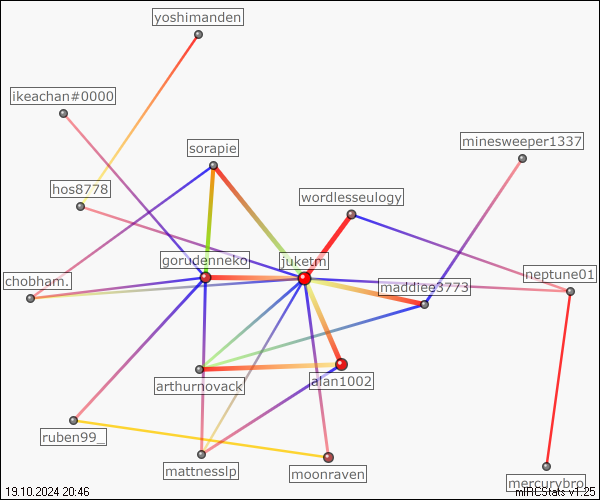 yoshimanden
ikeachan#0000
minesweeper1337
sorapie
hos8778
wordlesseulogy
gorudenneko
juketm
chobham.
maddiee3773
neptune01
arthurnovack
alan1002
ruben99_
mattnesslp
moonraven
mercurybro
19.10.2024 20:46
mIRCStats v1.25